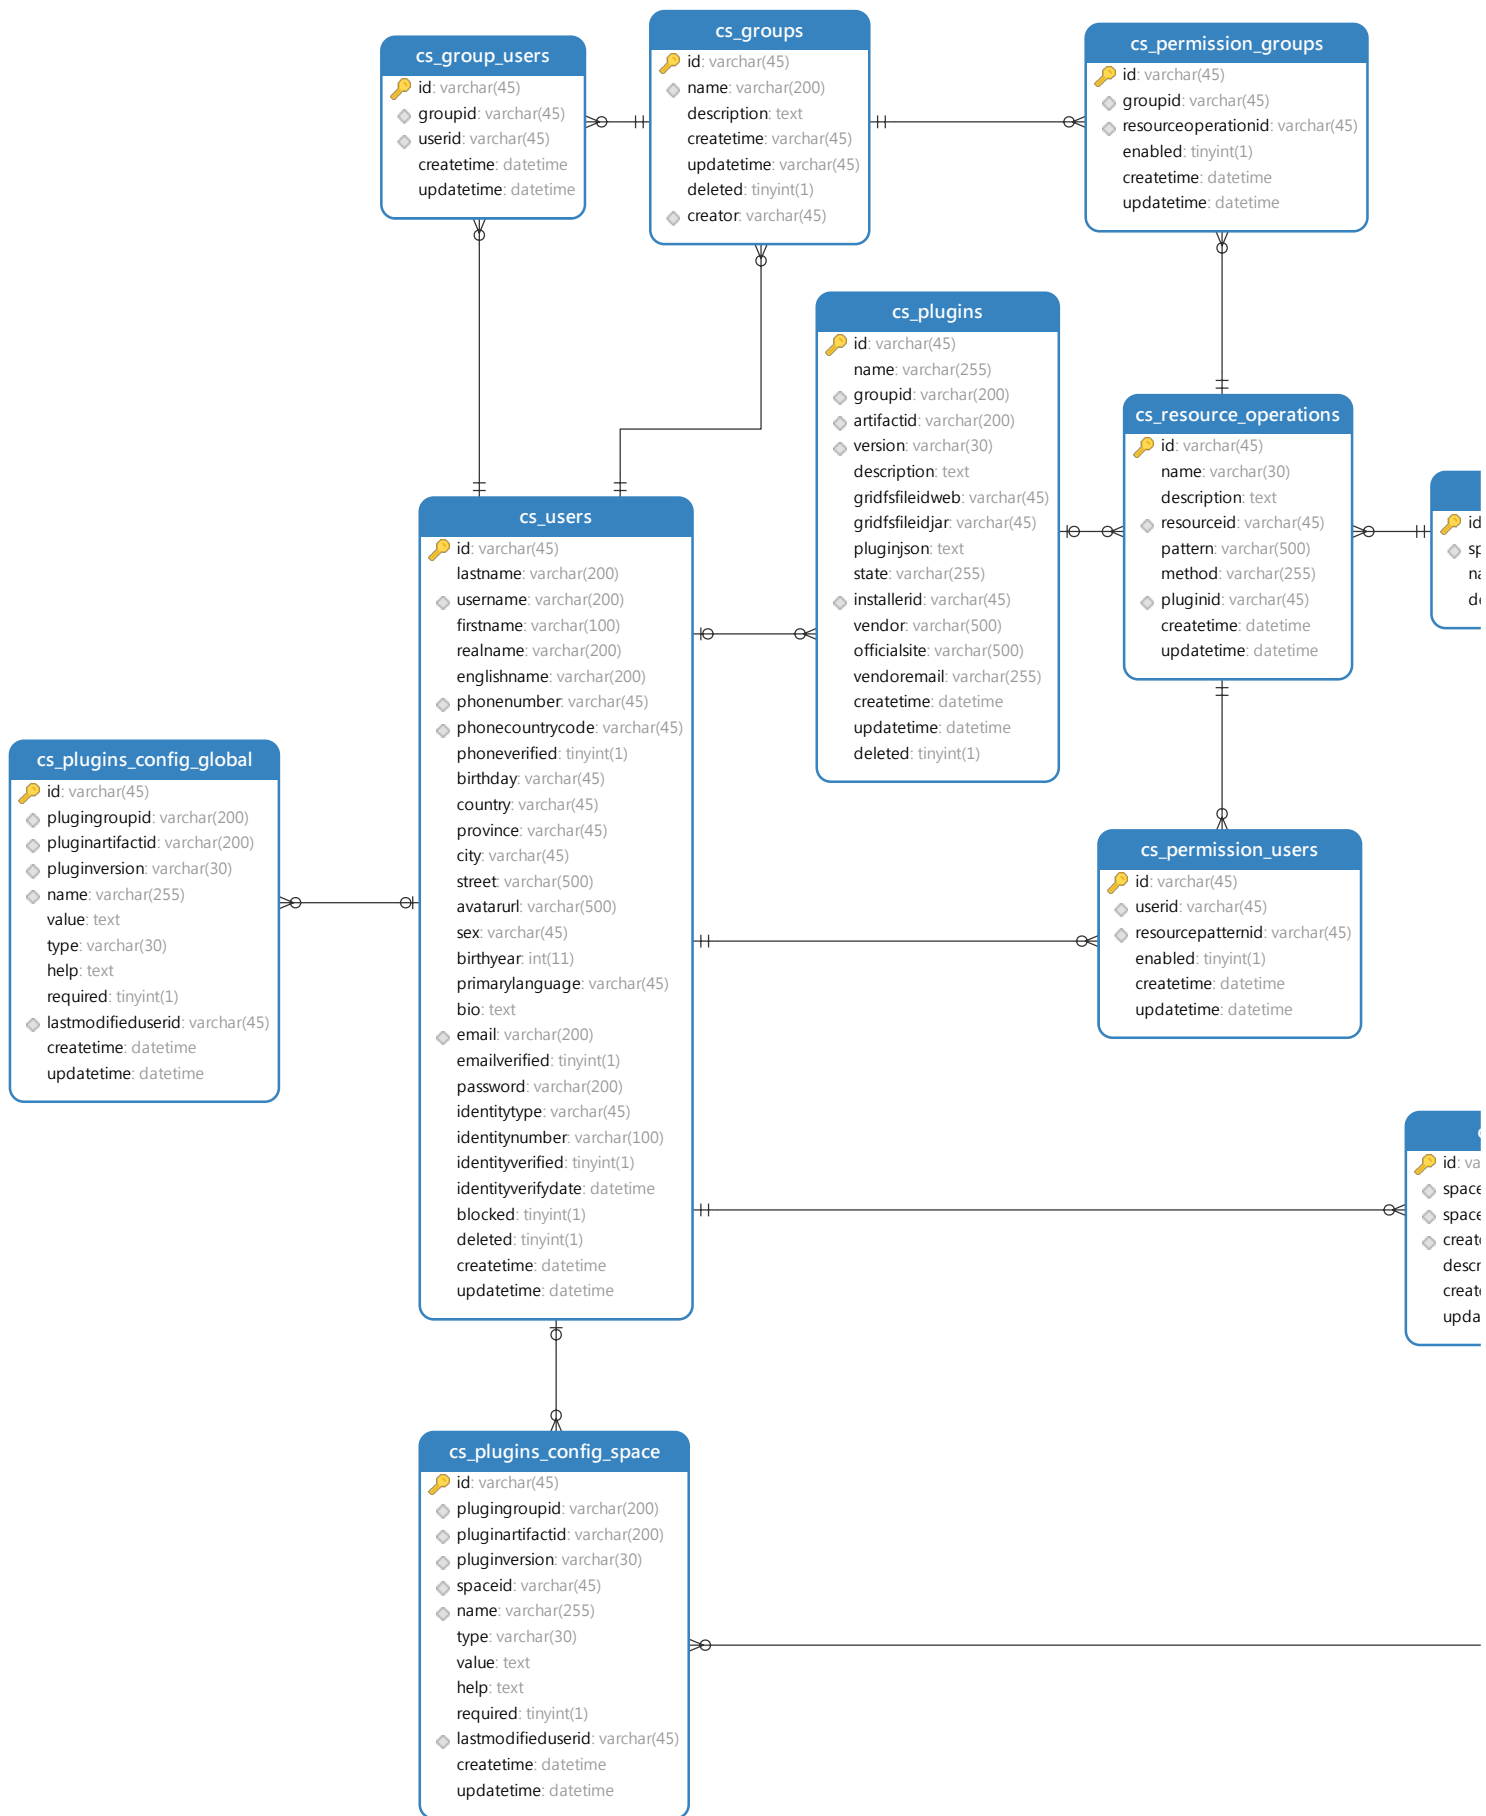 cs_group_users
id: varchar(45)
groupid: varchar(45)
userid: varchar(45)
createtime: datetime
updatetime: datetime
cs_groups
id: varchar(45)
name: varchar(200)
description: text
createtime: varchar(45)
updatetime: varchar(45)
deleted: tinyint(1)
creator: varchar(45)
cs_permission_groups
id: varchar(45)
groupid: varchar(45)
resourceoperationid: varchar(45)
enabled: tinyint(1)
createtime: datetime
updatetime: datetime
cs_plugins
id: varchar(45)
name: varchar(255)
groupid: varchar(200)
artifactid: varchar(200)
version: varchar(30)
description: text
gridfsfileidweb: varchar(45)
gridfsfileidjar: varchar(45)
pluginjson: text
state: varchar(255)
installerid: varchar(45)
vendor: varchar(500)
officialsite: varchar(500)
vendoremail: varchar(255)
createtime: datetime
updatetime: datetime
deleted: tinyint(1)
cs_resource_operations
id: varchar(45)
name: varchar(30)
description: text
resourceid: varchar(45)
pattern: varchar(500)
method: varchar(255)
pluginid: varchar(45)
createtime: datetime
updatetime: datetime
id
cs_users
id: varchar(45)
lastname: varchar(200)
username: varchar(200)
firstname: varchar(100)
realname: varchar(200)
englishname: varchar(200)
phonenumber: varchar(45)
phonecountrycode: varchar(45)
phoneverified: tinyint(1)
birthday: varchar(45)
country: varchar(45)
province: varchar(45)
city: varchar(45)
street: varchar(500)
avatarurl: varchar(500)
sex: varchar(45)
birthyear: int(11)
primarylanguage: varchar(45)
bio: text
email: varchar(200)
emailverified: tinyint(1)
password: varchar(200)
identitytype: varchar(45)
identitynumber: varchar(100)
identityverified: tinyint(1)
identityverifydate: datetime
blocked: tinyint(1)
deleted: tinyint(1)
createtime: datetime
updatetime: datetime
cs_plugins_config_global
id: varchar(45)
plugingroupid: varchar(200)
pluginartifactid: varchar(200)
pluginversion: varchar(30)
name: varchar(255)
value: text
type: varchar(30)
help: text
required: tinyint(1)
lastmodifieduserid: varchar(45)
createtime: datetime
updatetime: datetime
cs_permission_users
id: varchar(45)
userid: varchar(45)
resourcepatternid: varchar(45)
enabled: tinyint(1)
createtime: datetime
updatetime: datetime
id: va
space
space
descr
upda
cs_plugins_config_space
id: varchar(45)
plugingroupid: varchar(200)
pluginartifactid: varchar(200)
pluginversion: varchar(30)
spaceid: varchar(45)
name: varchar(255)
type: varchar(30)
value: text
help: text
required: tinyint(1)
lastmodifieduserid: varchar(45)
createtime: datetime
updatetime: datetime